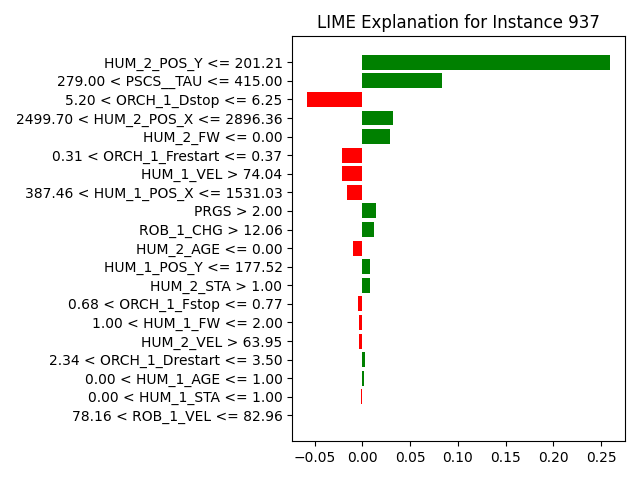 LIME Explanation for Instance 937
HUM_2_POS_Y <= 201.21
279.00 < PSCS__TAU <= 415.00
5.20 < ORCH_1_Dstop <= 6.25
2499.70 < HUM_2_POS_X <= 2896.36
HUM_2_FW <= 0.00
0.31 < ORCH_1_Frestart <= 0.37
HUM_1_VEL > 74.04
387.46 < HUM_1_POS_X <= 1531.03
PRGS > 2.00
ROB_1_CHG > 12.06
HUM_2_AGE <= 0.00
HUM_1_POS_Y <= 177.52
HUM_2_STA > 1.00
0.68 < ORCH_1_Fstop <= 0.77
1.00 < HUM_1_FW <= 2.00
HUM_2_VEL > 63.95
2.34 < ORCH_1_Drestart <= 3.50
0.00 < HUM_1_AGE <= 1.00
0.00 < HUM_1_STA <= 1.00
78.16 < ROB_1_VEL <= 82.96
−0.05 0.00 0.05 0.10 0.15 0.20 0.25